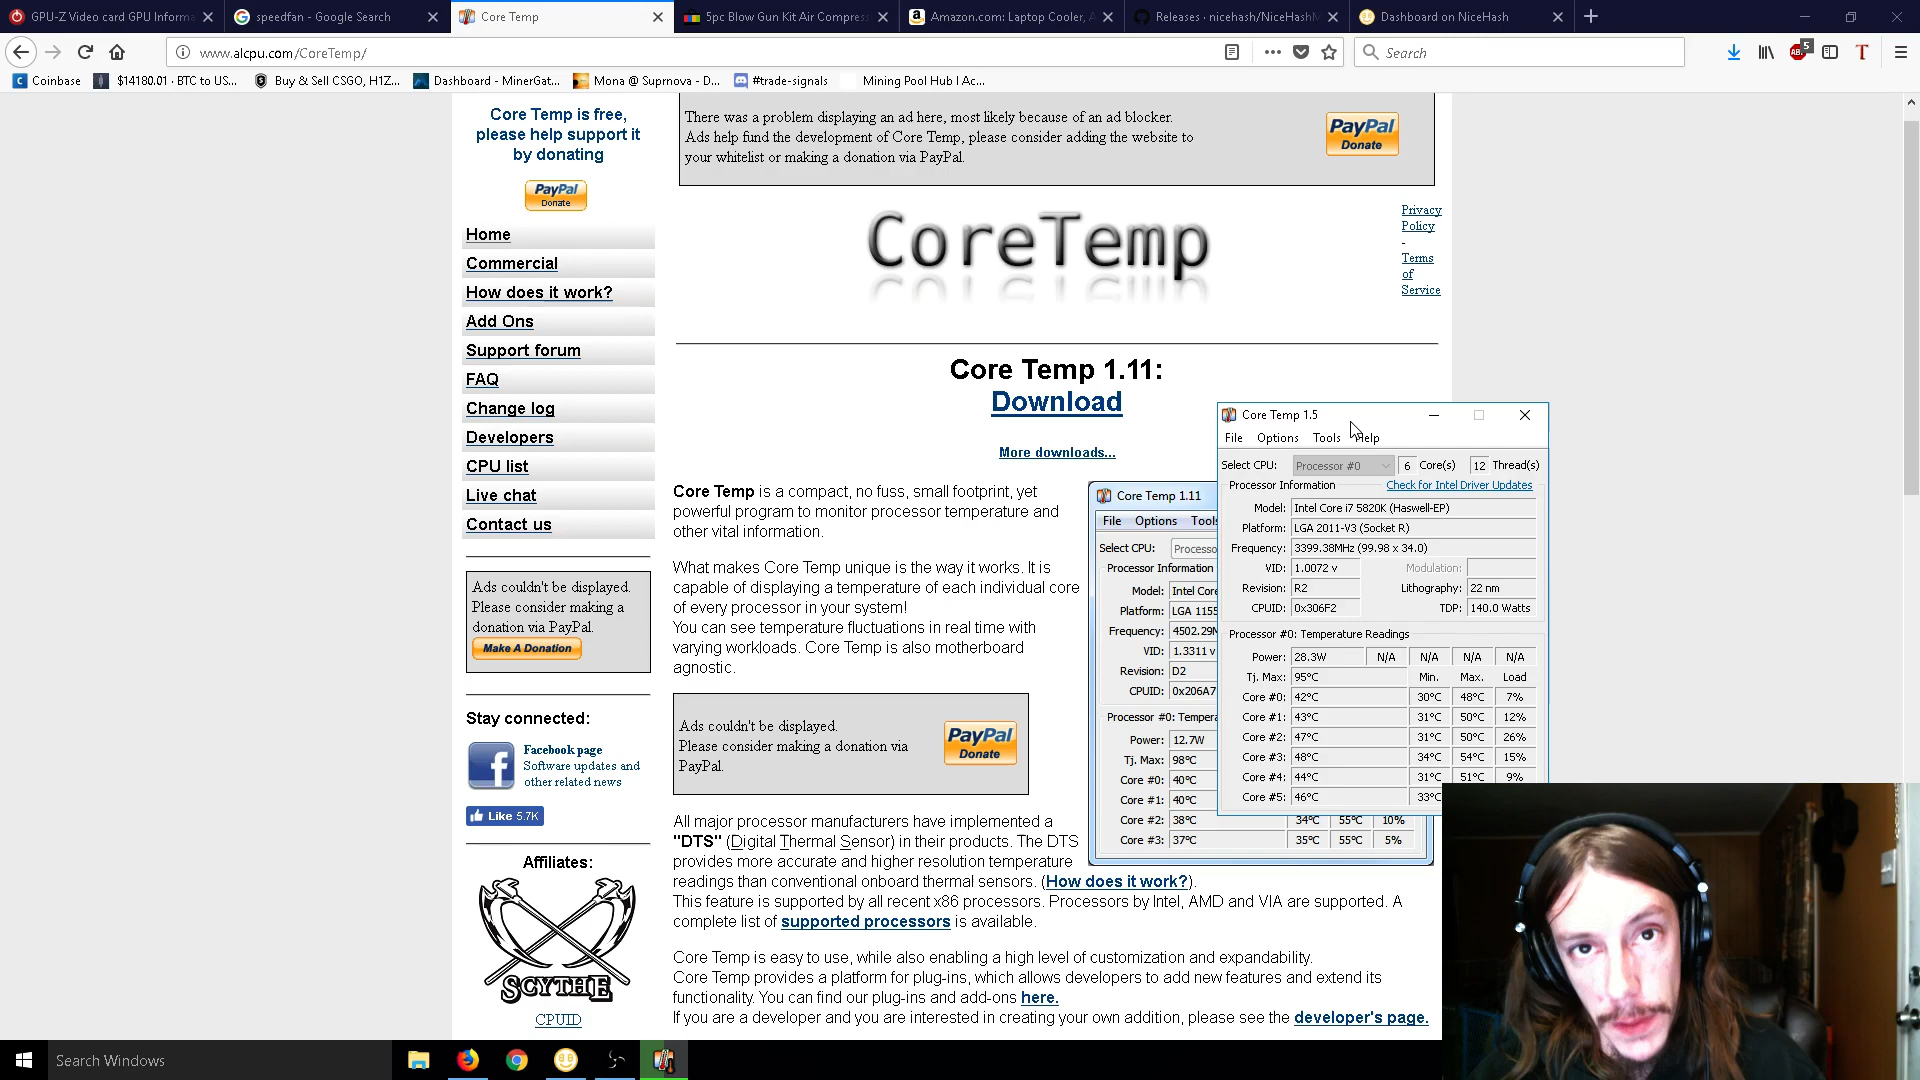 GPU-Z Video card GPU Informa
speedfan - Google Search
Core Temp
5pc Blow Gun Kit Air Compress
Amazon.com: Laptop Cooler, A
Releases · nicehash/NiceHashM
Dashboard on NiceHash
www.alcpu.com/CoreTemp/
Search
5
Coinbase
$14180.01 · BTC to US...
Buy & Sell CSGO, H1Z...
Dashboard - MinerGat...
Mona @ Suprnova - D...
#trade-signals
Mining Pool Hub | Ac...
Core Temp is free,
please help support it
by donating
PayPal
Donate
Home
Commercial
How does it work?
Add Ons
Support forum
FAQ
Change log
Developers
CPU list
Live chat
Contact us
Ads couldn't be displayed.
Please consider making a
donation via PayPal.
Make A Donation
Stay connected:
Facebook page
Software updates and
other related news
Like 5.7K
Affiliates:
SCYTHE
CPUID
There was a problem displaying an ad here, most likely because of an ad blocker.
Ads help fund the development of Core Temp, please consider adding the website to
your whitelist or making a donation via PayPal.
PayPal
Donate
CoreTemp
Privacy
Policy
-
Terms
of
Service
Core Temp 1.11:
Download
More downloads...
Core Temp is a compact, no fuss, small footprint, yet
powerful program to monitor processor temperature and
other vital information.
What makes Core Temp unique is the way it works. It is
capable of displaying a temperature of each individual core
of every processor in your system!
You can see temperature fluctuations in real time with
varying workloads. Core Temp is also motherboard
agnostic.
Ads couldn't be displayed.
Please consider making a donation via
PayPal.
PayPal
Donate
All major processor manufacturers have implemented a
"DTS" (Digital Thermal Sensor) in their products. The DTS
provides more accurate and higher resolution temperature
readings than conventional onboard thermal sensors. (How does it work?).
This feature is supported by all recent x86 processors. Processors by Intel, AMD and VIA are supported. A
complete list of supported processors is available.
Core Temp is easy to use, while also enabling a high level of customization and expandability.
Core Temp provides a platform for plug-ins, which allows developers to add new features and extend its
functionality. You can find our plug-ins and add-ons here.
If you are a developer and you are interested in creating your own addition, please see the developer's page.
Core Temp 1.11
File Options Tools
Select CPU: Processo
Processor Information
Model: Intel Core
Platform: LGA 1155
Frequency: 4502.29M
VID: 1.3311 v
Revision: D2
CPUID: 0x206A7
Processor #0: Tempera
Power: 12.7W
Tj. Max: 98°C
Core #0: 40°C
Core #1: 40°C
Core #2: 38°C 34°C 55°C 10%
Core #3: 37°C 35°C 55°C 5%
Core Temp 1.5
File Options Tools Help
Select CPU: Processor #0 6 Core(s) 12 Thread(s)
Processor Information Check for Intel Driver Updates
Model: Intel Core i7 5820K (Haswell-EP)
Platform: LGA 2011-V3 (Socket R)
Frequency: 3399.38MHz (99.98 x 34.0)
VID: 1.0072 v Modulation:
Revision: R2 Lithography: 22 nm
CPUID: 0x306F2 TDP: 140.0 Watts
Processor #0: Temperature Readings
Power: 28.3W N/A N/A N/A N/A
Tj. Max: 95°C Min. Max. Load
Core #0: 42°C 30°C 48°C 7%
Core #1: 43°C 31°C 50°C 12%
Core #2: 47°C 31°C 50°C 26%
Core #3: 48°C 34°C 54°C 15%
Core #4: 44°C 31°C 51°C 9%
Core #5: 46°C 33°C
Search Windows